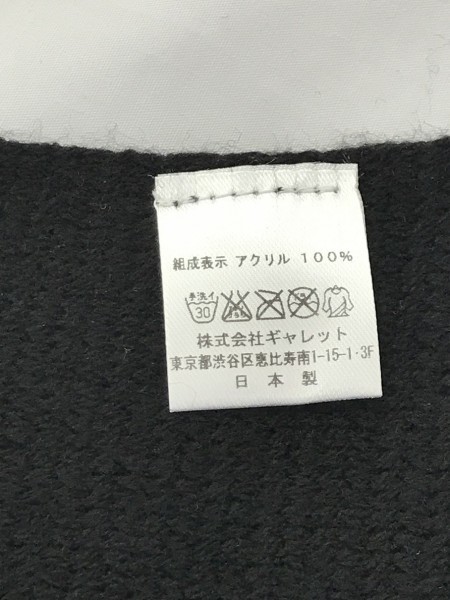 組成表示 アクリル 100%
手洗イ
30
株式会社ギャレット
東京都渋谷区恵比寿南1-15-1・3F
日本製